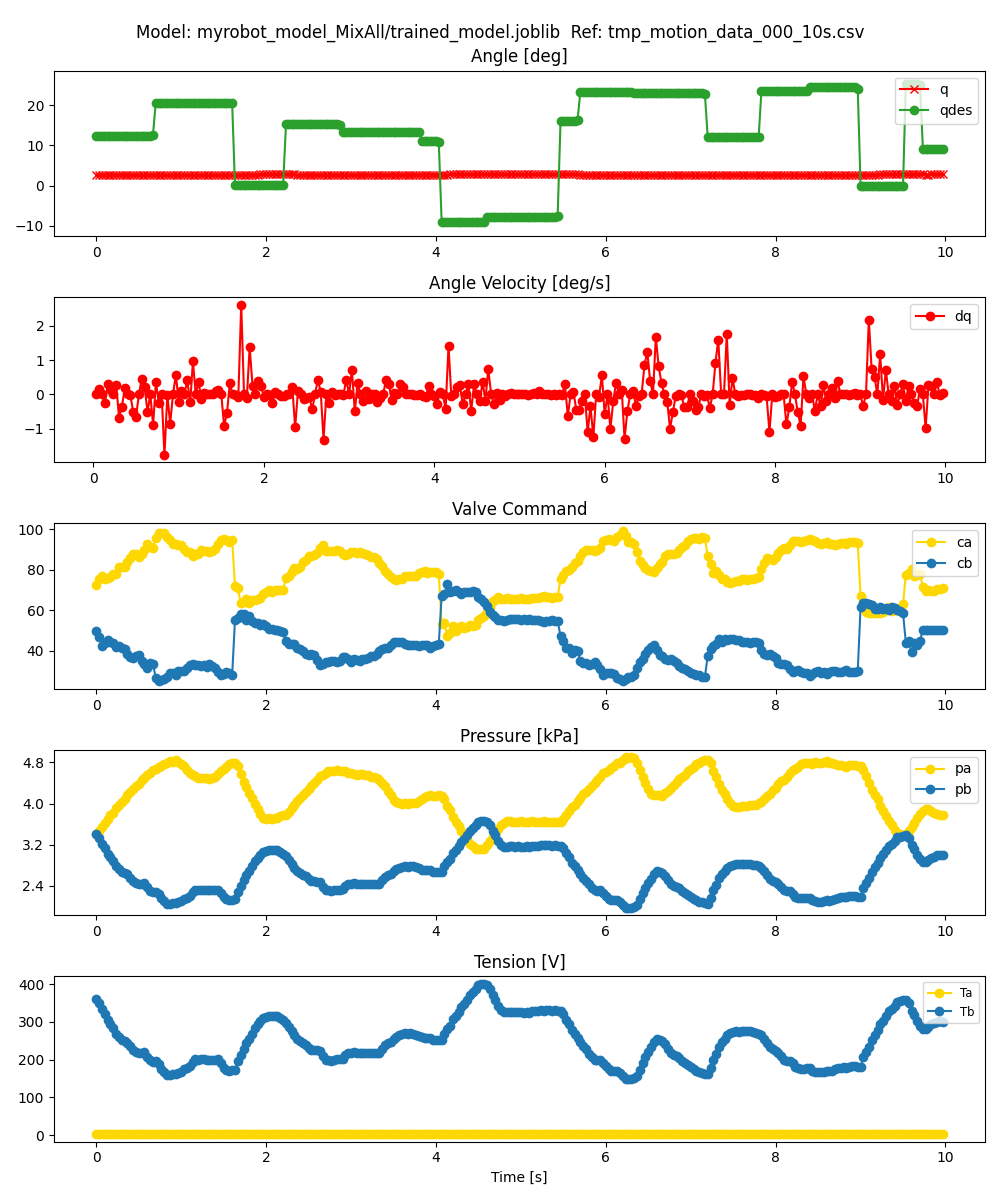 Model: myrobot_model_MixAll/trained_model.joblib  Ref: tmp_motion_data_000_10s.csv
Angle [deg]
20
10
0
−10
q
qdes
0 2 4 6 8 10
Angle Velocity [deg/s]
2
1
0
−1
dq
0 2 4 6 8 10
Valve Command
100
80
60
40
ca
cb
0 2 4 6 8 10
Pressure [kPa]
4.8
4.0
3.2
2.4
pa
pb
0 2 4 6 8 10
Tension [V]
400
300
200
100
0
Ta
Tb
0 2 4 6 8 10
Time [s]